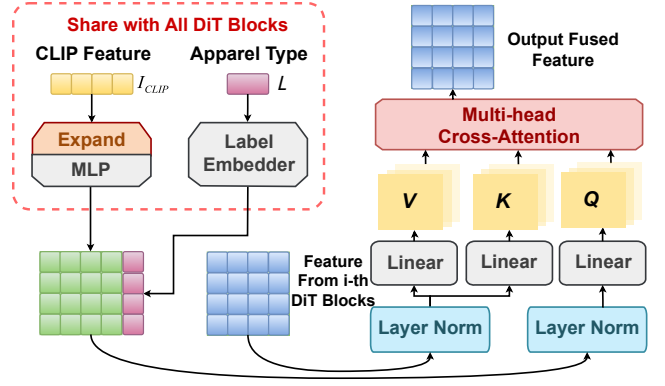 Share with All DiT Blocks
CLIP Feature
Apparel Type
I_CLIP
L
Expand
MLP
Label
Embedder
Output Fused
Feature
Multi-head
Cross-Attention
V
K
Q
Linear
Linear
Linear
Feature
From i-th
DiT Blocks
Layer Norm
Layer Norm